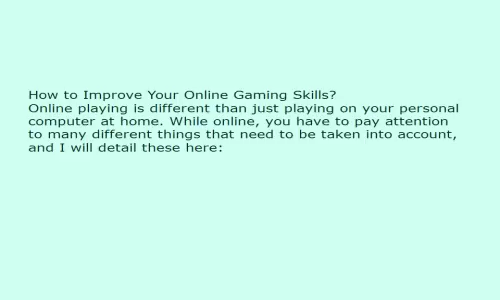 How to Improve Your Online Gaming Skills?
Online playing is different than just playing on your personal
computer at home. While online, you have to pay attention
to many different things that need to be taken into account,
and I will detail these here: